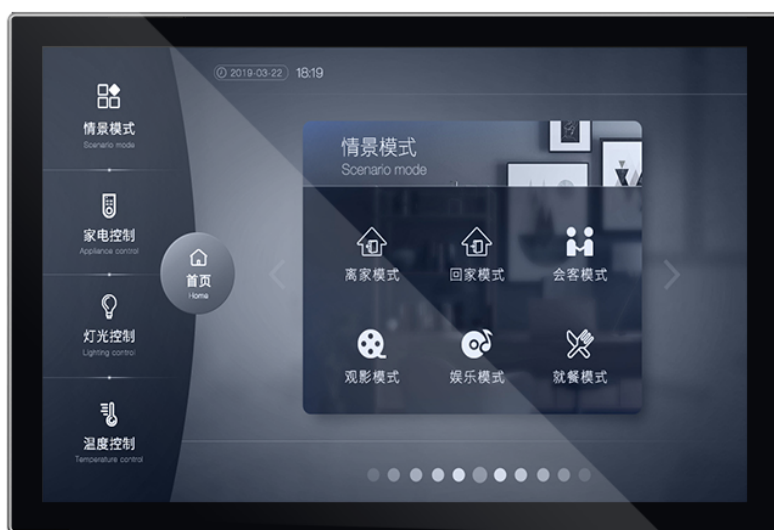 2019-03-22 18:19
情景模式
Scenario mode
家电控制
Appliance control
灯光控制
Lighting control
温度控制
Temperature control
首页
Home
情景模式
Scenario mode
离家模式 回家模式 会客模式
观影模式 娱乐模式 就餐模式